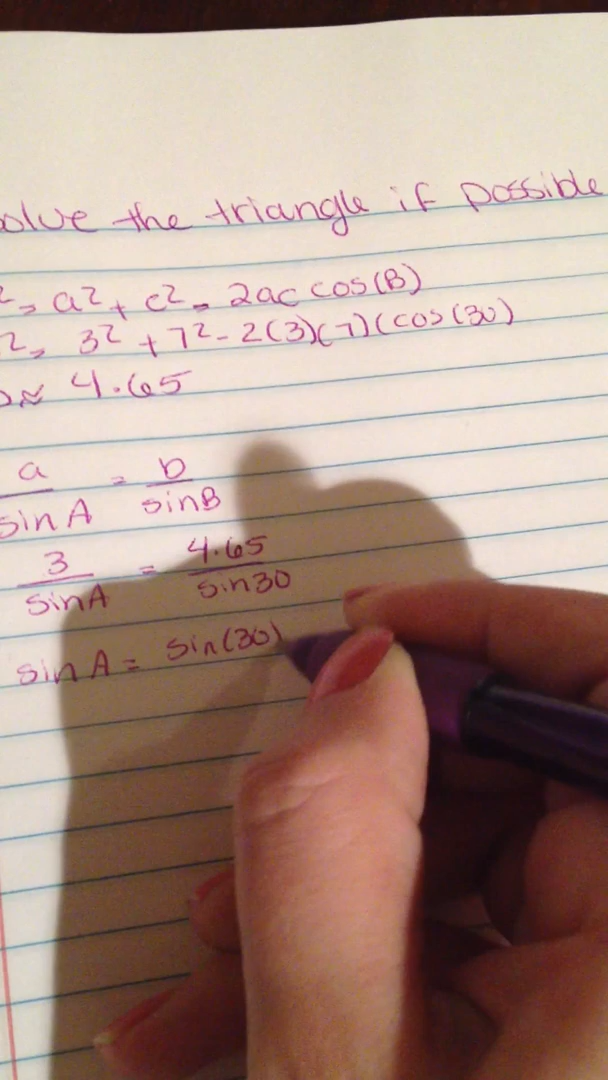 olve the triangle if possible
² = a² + c² - 2ac cos(B)
², 3² + 7² - 2(3)(7)(cos(30)
≈ 4.65
a/sin A = b/sin B
3/sin A = 4.65/sin 30
sin A = sin(30)